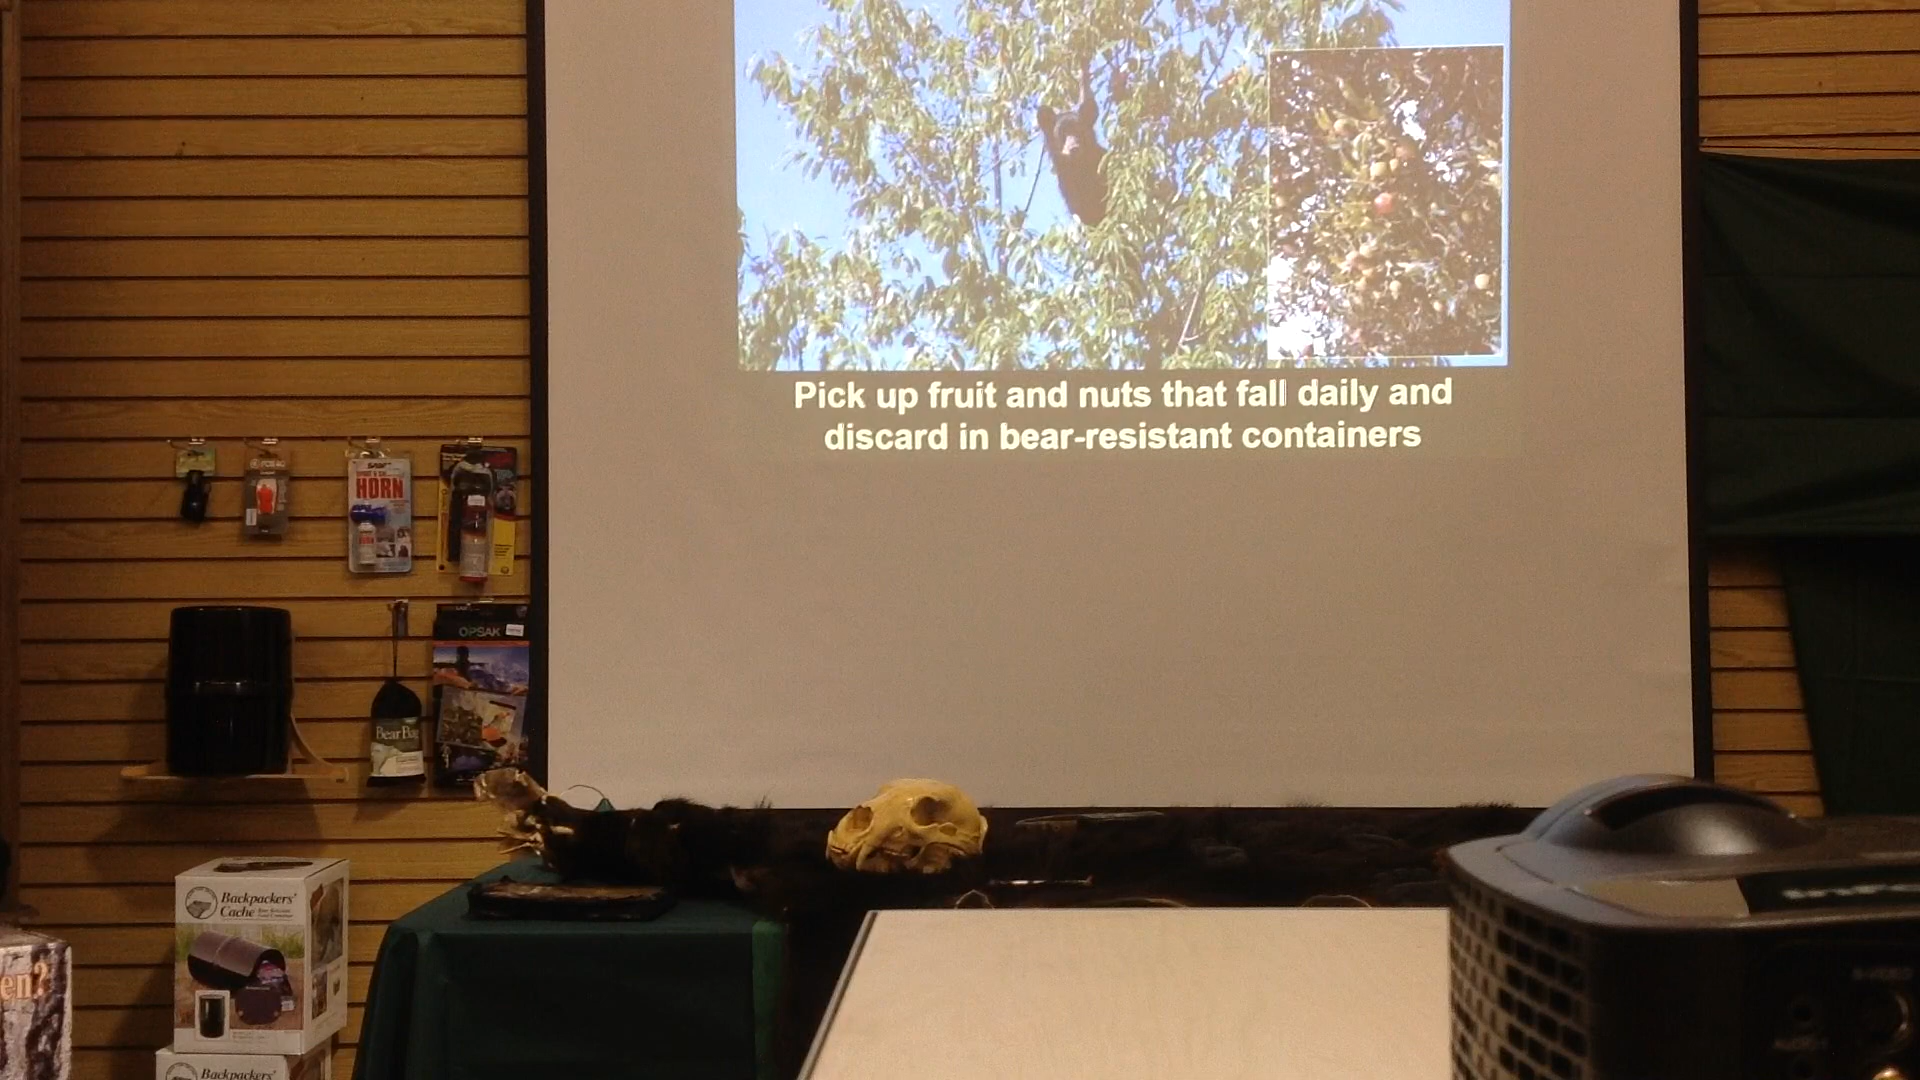 Pick up fruit and nuts that fall daily and
discard in bear-resistant containers
HORN
OPSAK
Bear Bag
Backpackers'
Cache
en?
Backpackers'